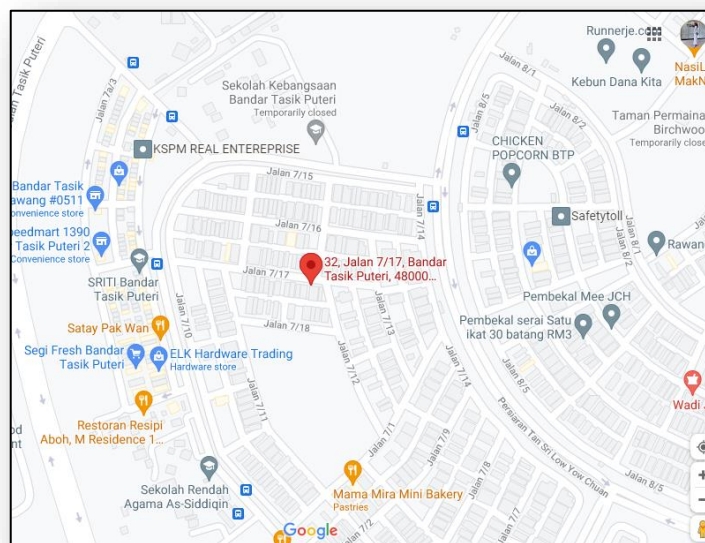 Runnerje.co
Kebun Dana Kita
NasiL
MakN
Jalan 8/1
Taman Permaina
Birchwoo
Temporarily close
Jalan Tasik Puteri
Jalan 7a/3
Sekolah Kebangsaan
Bandar Tasik Puteri
Temporarily closed
Jalan 8/5
CHICKEN
POPCORN BTP
KSPM REAL ENTEREPRISE
Jalan 7/15
Bandar Tasik
awang #0511
onvenience store
Jalan 7/16
Jalan 7/14
Safetytoll
Jalan 8/1
Rawang
eedmart 1390
Tasik Puteri 2
Convenience store
SRITI Bandar
Tasik Puteri
Jalan 7/17
32, Jalan 7/17, Bandar
Tasik Puteri, 48000...
Pembekal Mee JCH
Satay Pak Wan
Jalan 7/10
Jalan 7/18
Jalan 7/13
Pembekal serai Satu
ikat 30 batang RM3
Segi Fresh Bandar
Tasik Puteri
ELK Hardware Trading
Hardware store
Jalan 7/12
Jalan 7/14
Jalan 8/5
Wadi
Restoran Resipi
Aboh, M Residence 1...
Jalan 7/11
Jalan 7/1
Jalan 7/9
Persiaran Tan Sri Low Yow Chuan
od
nt
Sekolah Rendah
Agama As-Siddiqin
Mama Mira Mini Bakery
Pastries
Jalan 7/8
Jalan 7/7
Jalan 8/5
Google
Jalan 7/2